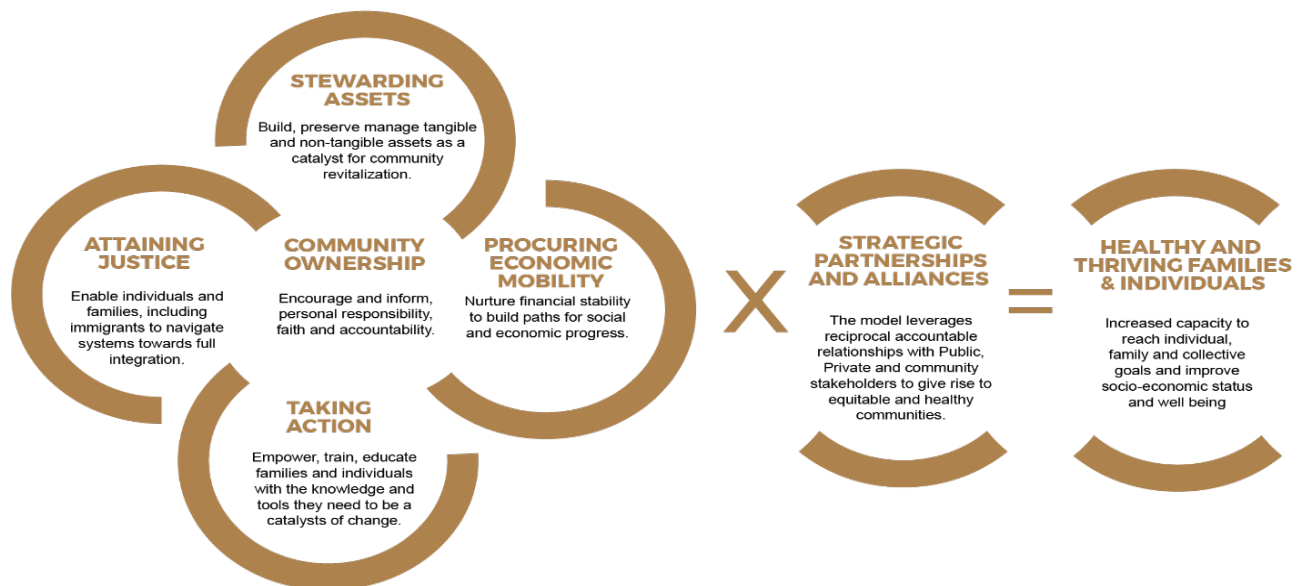 STEWARDING
ASSETS
Build, preserve manage tangible
and non-tangible assets as a
catalyst for community
revitalization.
ATTAINING
JUSTICE
Enable individuals and
families, including
immigrants to navigate
systems towards full
integration.
COMMUNITY
OWNERSHIP
Encourage and inform,
personal responsibility,
faith and accountability.
PROCURING
ECONOMIC
MOBILITY
Nurture financial stability
to build paths for social
and economic progress.
TAKING
ACTION
Empower, train, educate
families and individuals
with the knowledge and
tools they need to be a
catalysts of change.
X
STRATEGIC
PARTNERSHIPS
AND ALLIANCES
The model leverages
reciprocal accountable
relationships with Public,
Private and community
stakeholders to give rise to
equitable and healthy
communities.
=
HEALTHY AND
THRIVING FAMILIES
& INDIVIDUALS
Increased capacity to
reach individual,
family and collective
goals and improve
socio-economic status
and well being